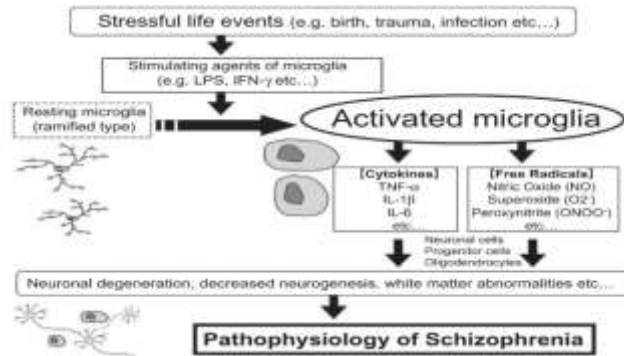 Stressful life events (e.g. birth, trauma, infection etc…)
Stimulating agents of microglia
(e.g. LPS, IFN-γ etc…)
Resting microglia
(ramified type)
Activated microglia
[Cytokines]
TNF-α
IL-1β
IL-6
etc…
[Free Radicals]
Nitric Oxide (NO)
Superoxide (O2⁻)
Peroxynitrite (ONOO⁻)
etc…
Neuronal cells
Progenitor cells
Oligodendrocytes
Neuronal degeneration, decreased neurogenesis, white matter abnormalities etc…
Pathophysiology of Schizophrenia